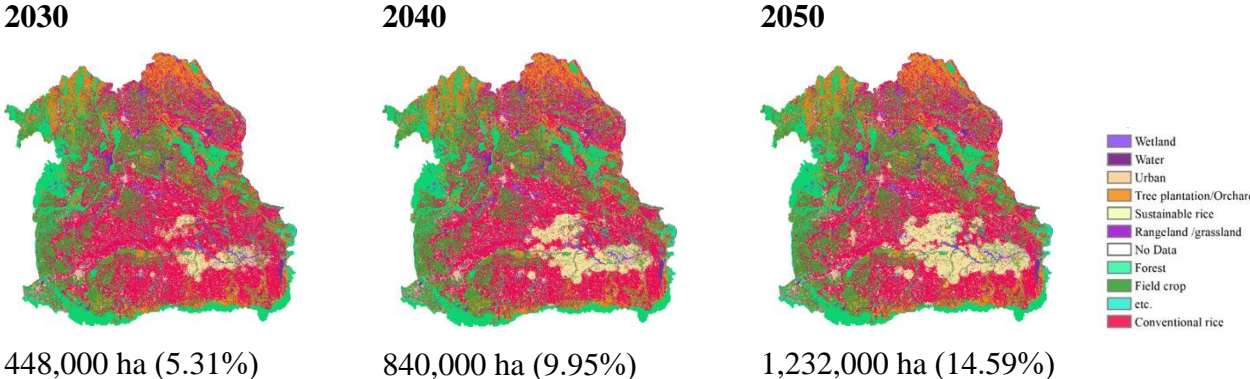 2030
2040
2050
Wetland
Water
Urban
Tree plantation/Orchard
Sustainable rice
Rangeland /grassland
No Data
Forest
Field crop
etc.
Conventional rice
448,000 ha (5.31%)
840,000 ha (9.95%)
1,232,000 ha (14.59%)